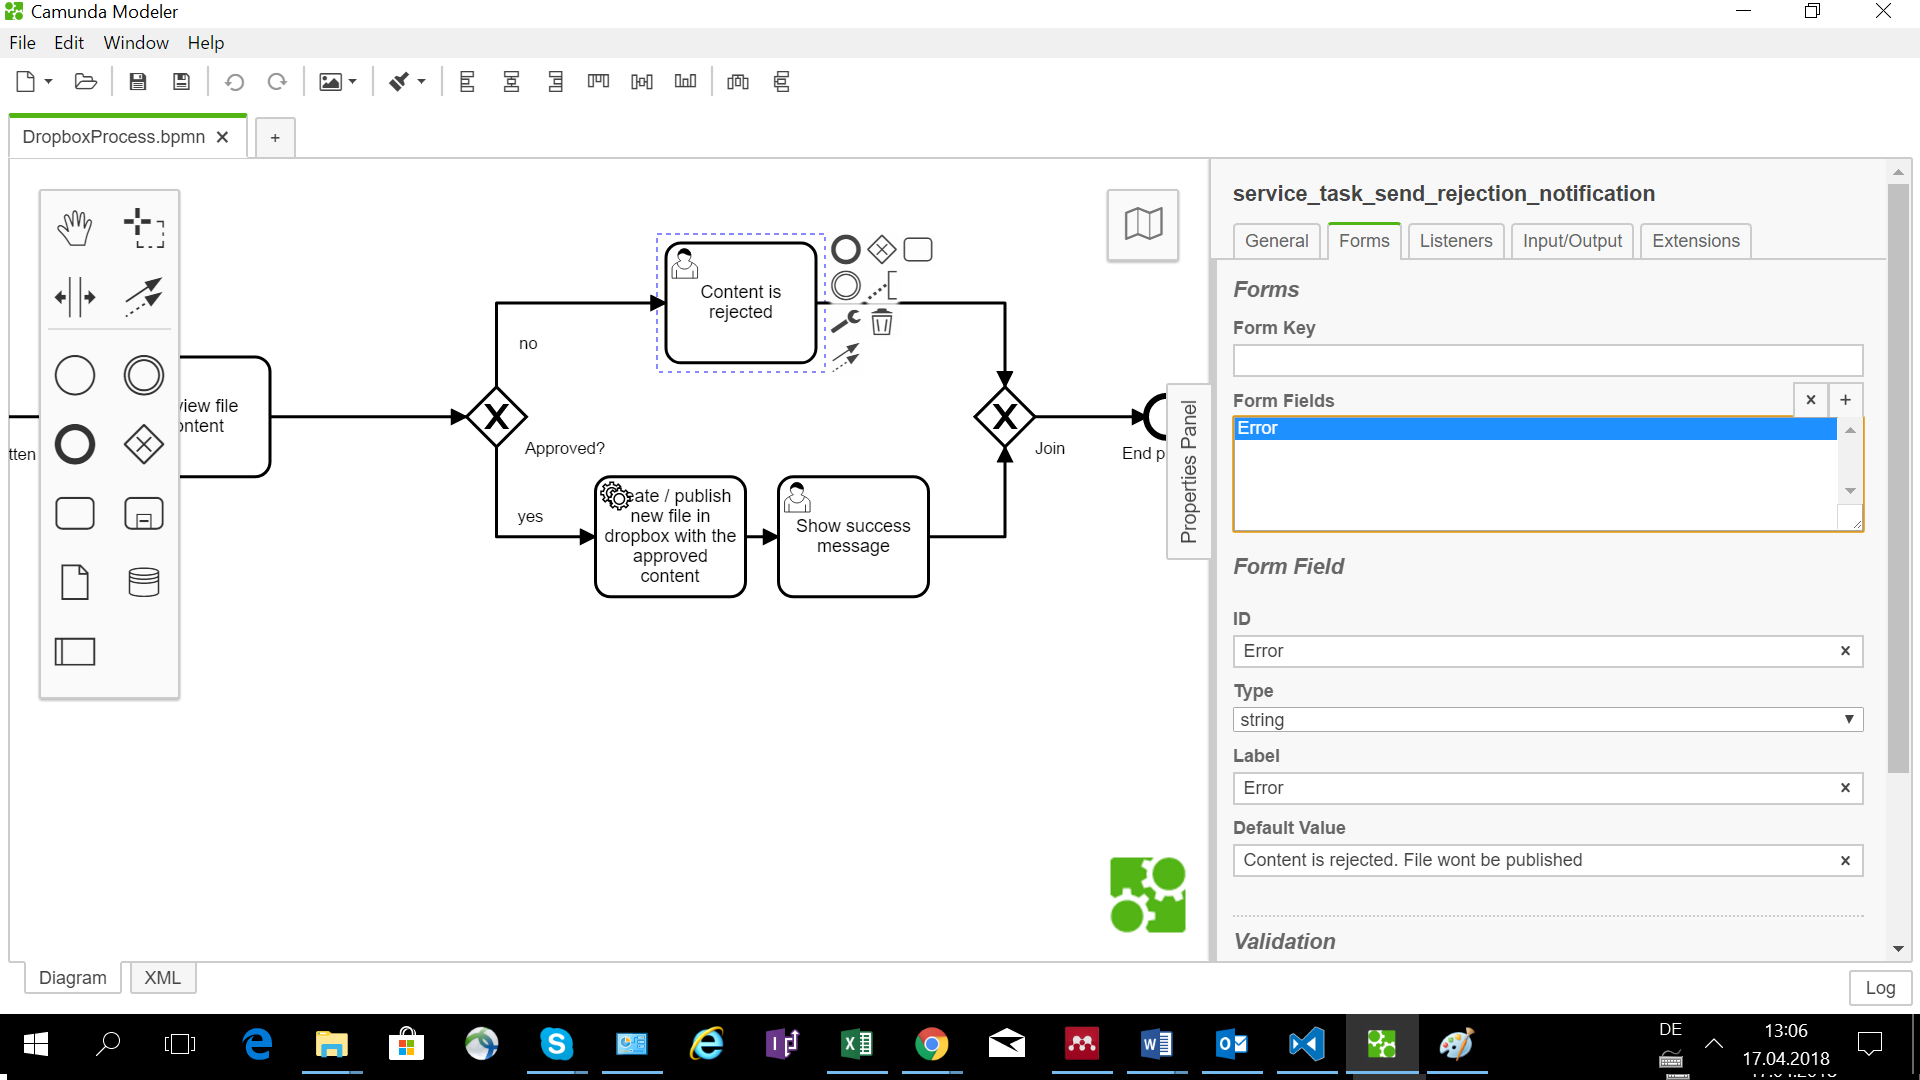 Camunda Modeler
File Edit Window Help
DropboxProcess.bpmn
+
service_task_send_rejection_notification
General Forms Listeners Input/Output Extensions
Forms
Form Key
Form Fields
× +
Error
Form Field
ID
Error
Type
string
Label
Error
Default Value
Content is rejected. File wont be published
Validation
Properties Panel
Content is
rejected
no
Approved?
yes
iew file
ntent
tten
eate / publish
new file in
dropbox with the
approved
content
Show success
message
Join
End p
Diagram XML
Log
DE
13:06
17.04.2018